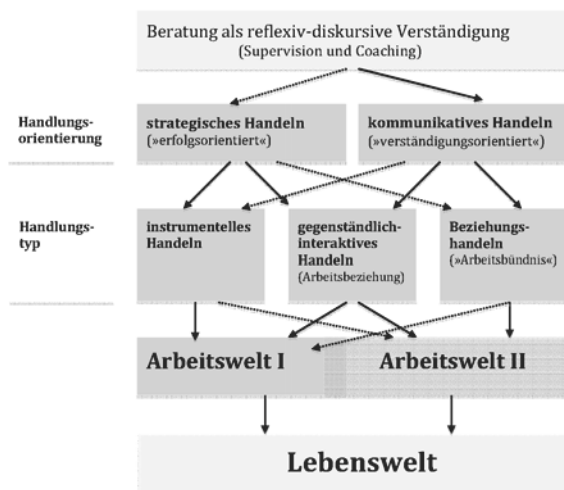 Beratung als reflexiv-diskursive Verständigung
(Supervision und Coaching)
Handlungs-
orientierung
strategisches Handeln
(»erfolgsorientiert«)
kommunikatives Handeln
(»verständigungsorientiert«)
Handlungs-
typ
instrumentelles
Handeln
gegenständlich-
interaktives
Handeln
(Arbeitsbeziehung)
Beziehungs-
handeln
(»Arbeitsbündnis«)
Arbeitswelt I
Arbeitswelt II
Lebenswelt